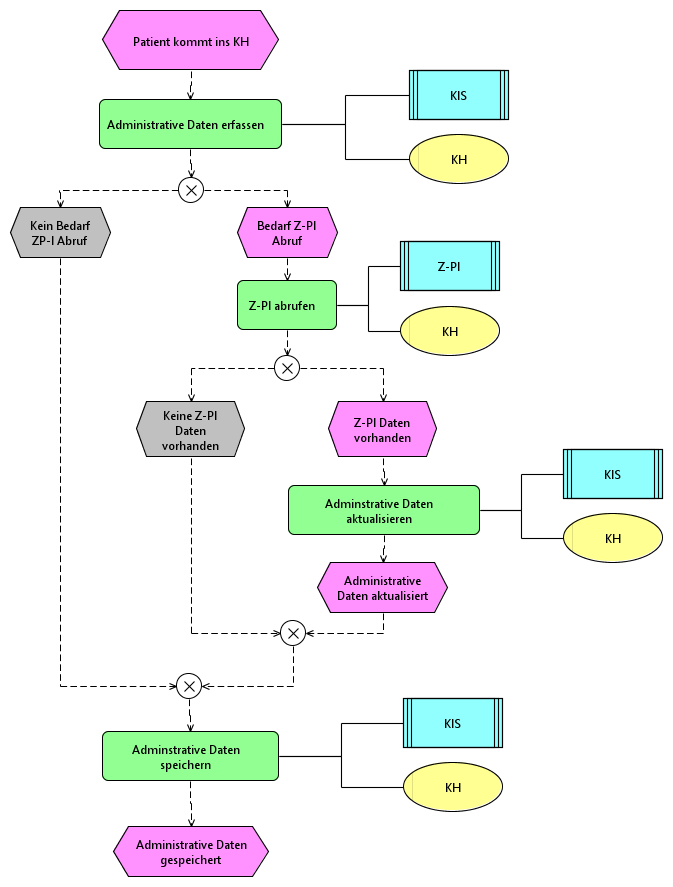 Patient kommt ins KH
KIS
Administrative Daten erfassen
KH
Kein Bedarf
ZP-I Abruf
Bedarf Z-PI
Abruf
Z-PI
Z-PI abrufen
KH
Keine Z-PI
Daten
vorhanden
Z-PI Daten
vorhanden
KIS
Adminstrative Daten
aktualisieren
KH
Administrative
Daten aktualisiert
KIS
Adminstrative Daten
speichern
KH
Administrative Daten
gespeichert